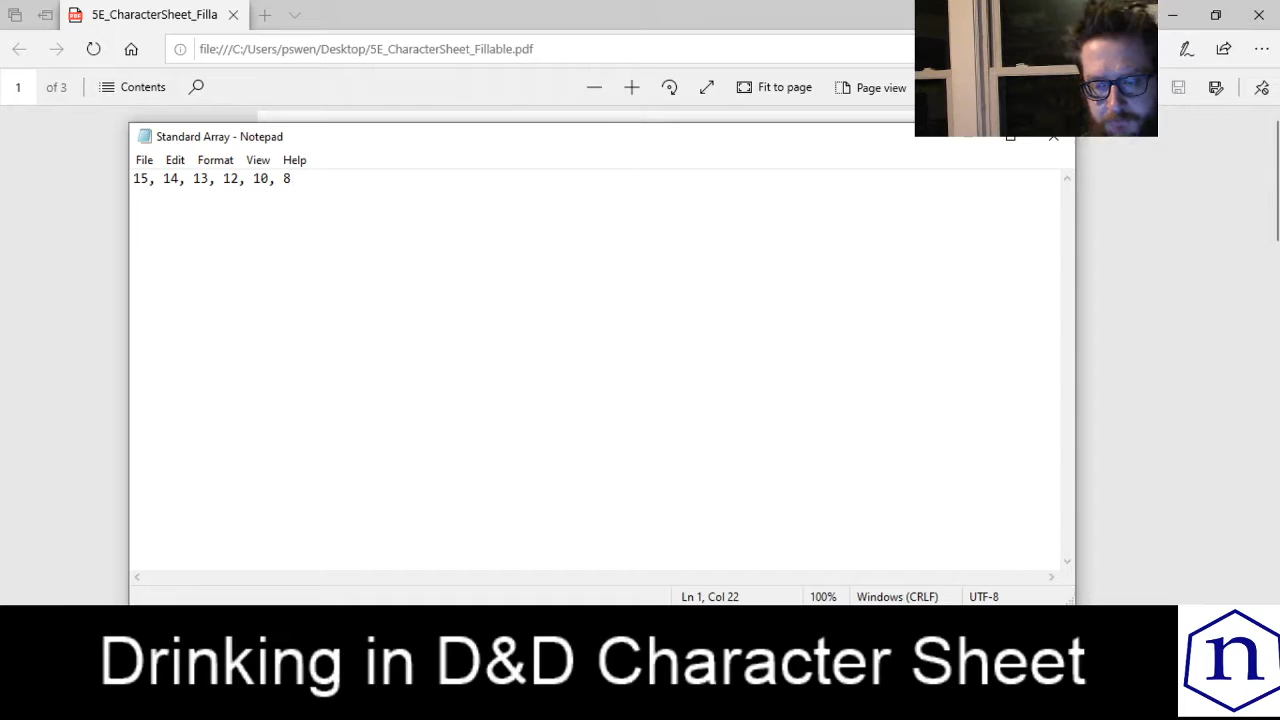 5E_CharacterSheet_Filla
file:///C:/Users/pswen/Desktop/5E_CharacterSheet_Fillable.pdf
1 of 3 Contents Fit to page Page view
Standard Array - Notepad
File Edit Format View Help
15, 14, 13, 12, 10, 8
Ln 1, Col 22 100% Windows (CRLF) UTF-8
Drinking in D&D Character Sheet
n